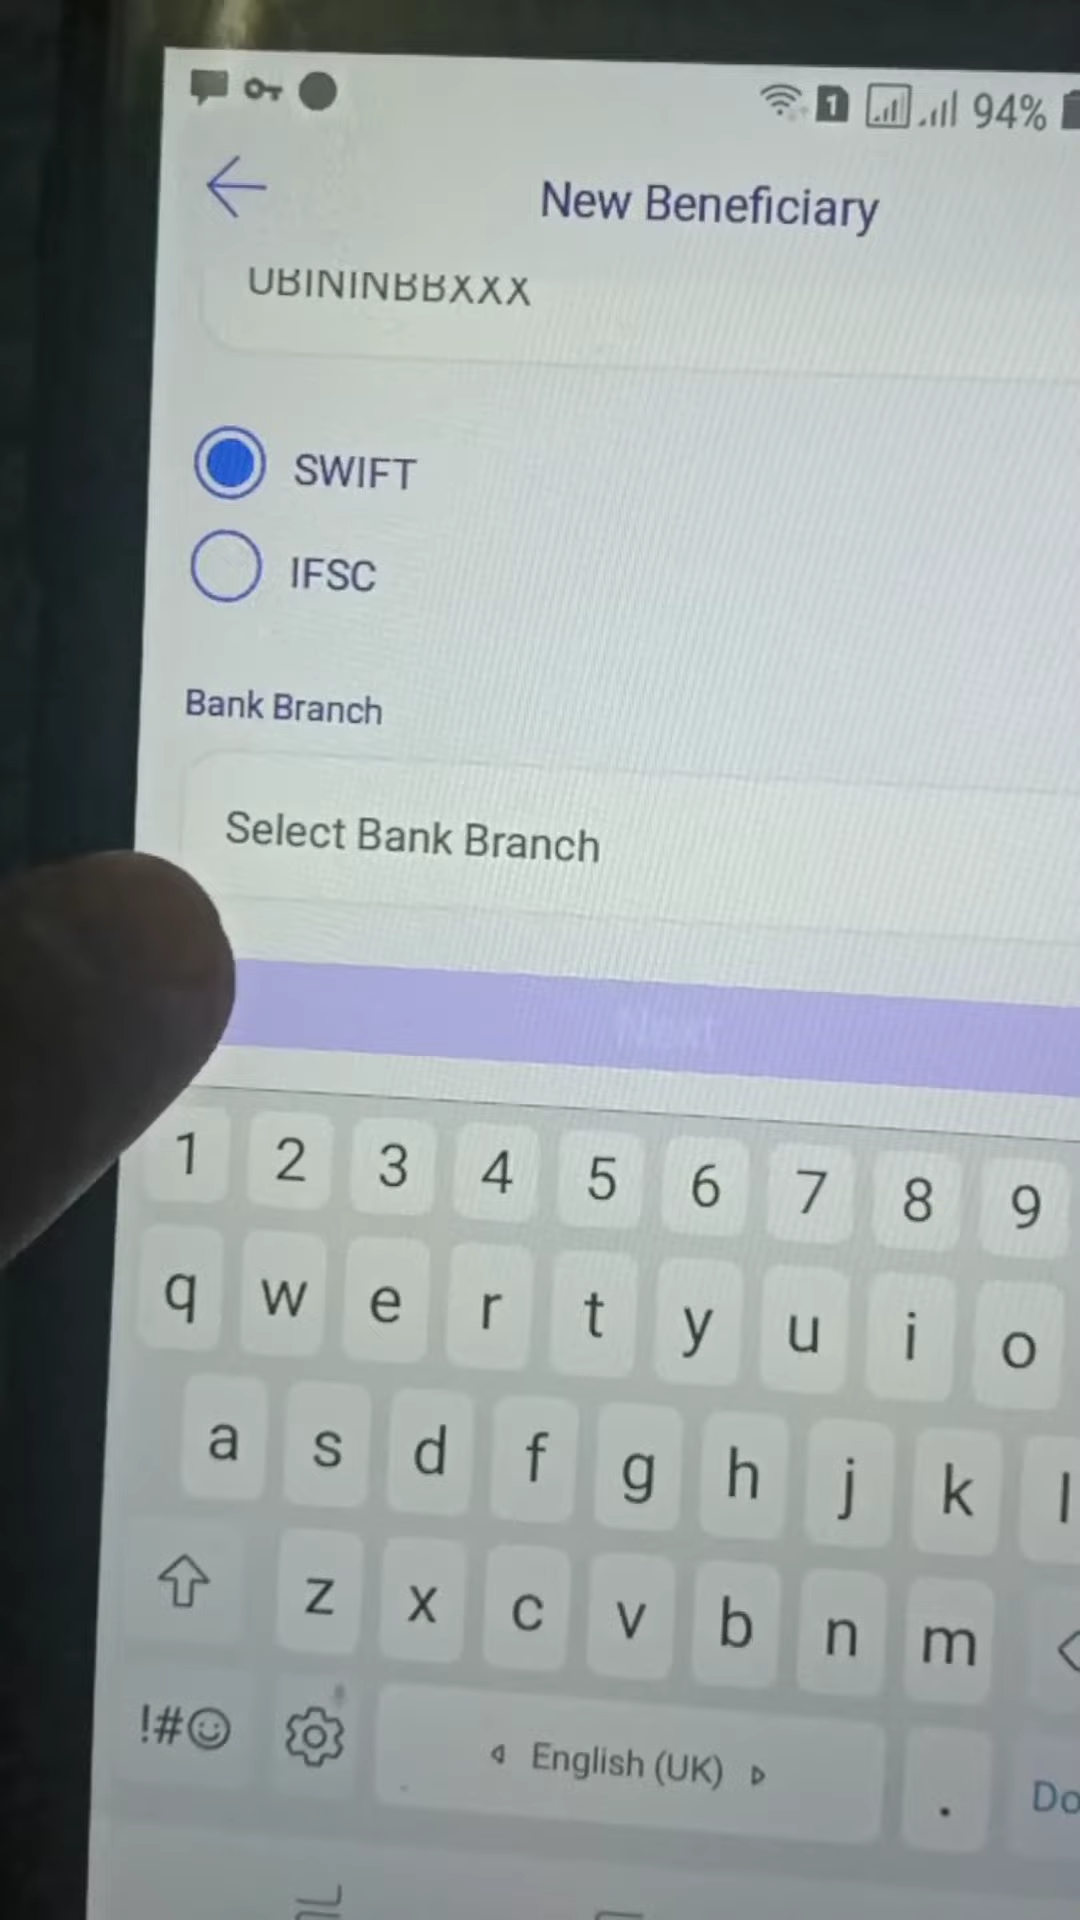 94%
New Beneficiary
UBININBBXXX
SWIFT
IFSC
Bank Branch
Select Bank Branch
Next
1 2 3 4 5 6 7 8 9
q w e r t y u i o
a s d f g h j k l
z x c v b n m
!#☺ English (UK) . Do